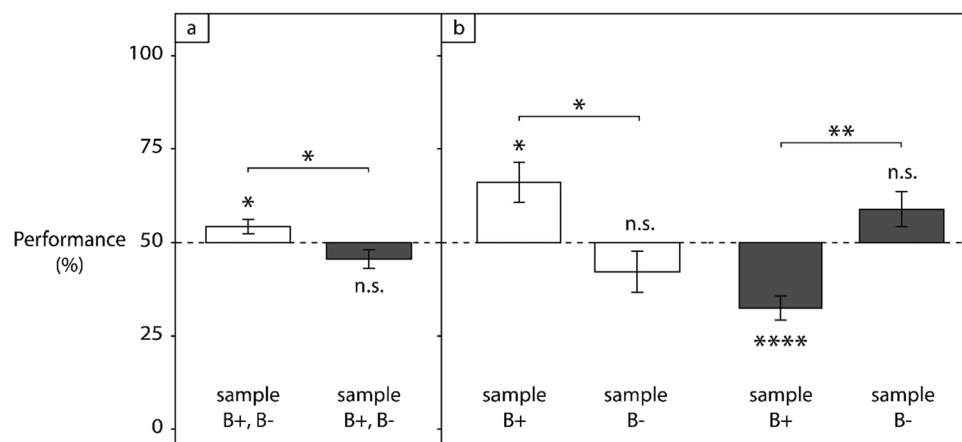 a
b
100
75
50
25
0
Performance
(%)
*
*
n.s.
*
*
n.s.
**
n.s.
****
sample
B+, B-
sample
B+, B-
sample
B+
sample
B-
sample
B+
sample
B-